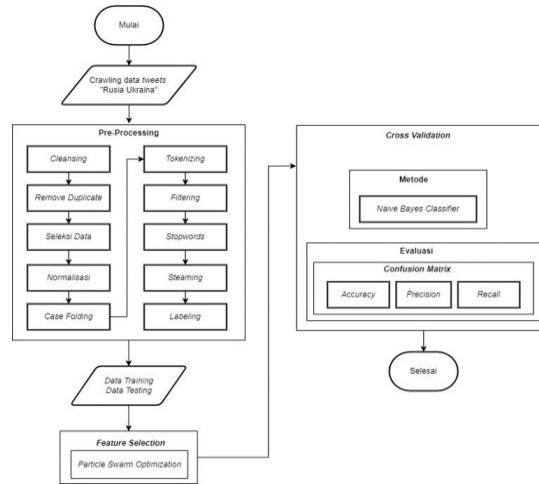 Mulai
Crawling data tweets
"Rusia Ukraina"
Pre-Processing
Cleansing
Remove Duplicate
Seleksi Data
Normalisasi
Case Folding
Tokenizing
Filtering
Stopwords
Steaming
Labeling
Data Training
Data Testing
Feature Selection
Particle Swarm Optimization
Cross Validation
Metode
Naive Bayes Classifier
Evaluasi
Confusion Matrix
Accuracy
Precision
Recall
Selesai